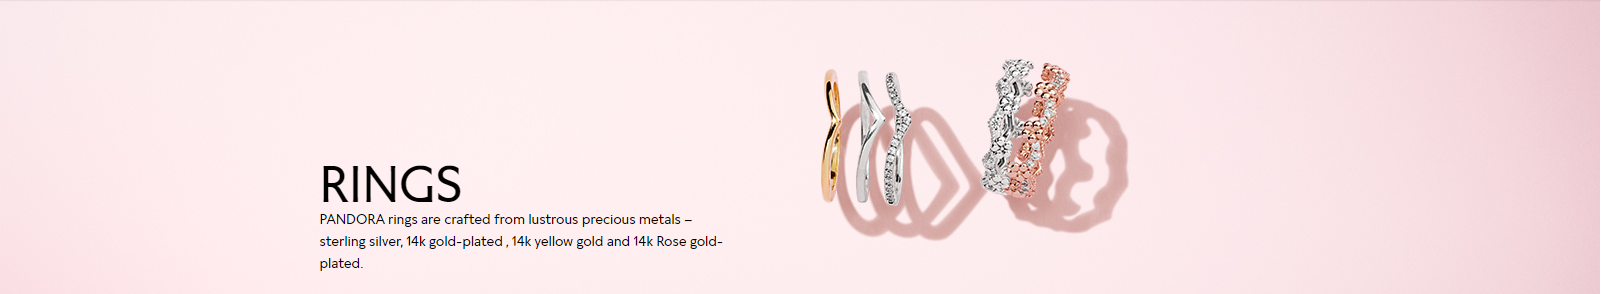 RINGS
PANDORA rings are crafted from lustrous precious metals –
sterling silver, 14k gold-plated , 14k yellow gold and 14k Rose gold-
plated.